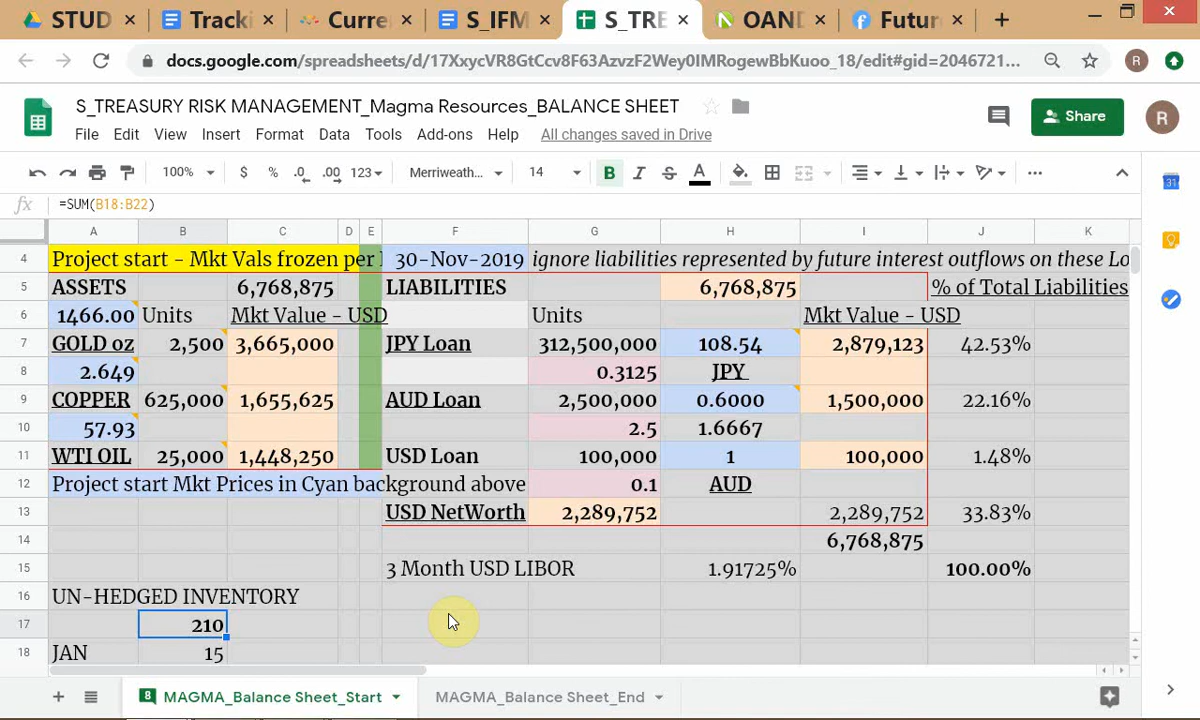 STUD × Tracki × Curre × S_IFM × S_TRE × OAND × Futur × +
docs.google.com/spreadsheets/d/17XxycVR8GtCcv8F63AzvzF2Wey0IMRogewBbKuoo_18/edit#gid=2046721... R
S_TREASURY RISK MANAGEMENT_Magma Resources_BALANCE SHEET
File Edit View Insert Format Data Tools Add-ons Help All changes saved in Drive
Share R
100% $ % .0 .00 123 Merriweath... 14 B I S A
fx =SUM(B18:B22)
A B C D E F G H I J K
4 Project start - Mkt Vals frozen per 30-Nov-2019 ignore liabilities represented by future interest outflows on these Lo
5 ASSETS 6,768,875 LIABILITIES 6,768,875 % of Total Liabilities
6 1466.00 Units Mkt Value - USD Units Mkt Value - USD
7 GOLD oz 2,500 3,665,000 JPY Loan 312,500,000 108.54 2,879,123 42.53%
8 2.649 0.3125 JPY
9 COPPER 625,000 1,655,625 AUD Loan 2,500,000 0.6000 1,500,000 22.16%
10 57.93 2.5 1.6667
11 WTI OIL 25,000 1,448,250 USD Loan 100,000 1 100,000 1.48%
12 Project start Mkt Prices in Cyan background above 0.1 AUD
13 USD NetWorth 2,289,752 2,289,752 33.83%
14 6,768,875
15 3 Month USD LIBOR 1.91725% 100.00%
16 UN-HEDGED INVENTORY
17 210
18 JAN 15
+ 8 MAGMA_Balance Sheet_Start MAGMA_Balance Sheet_End
31